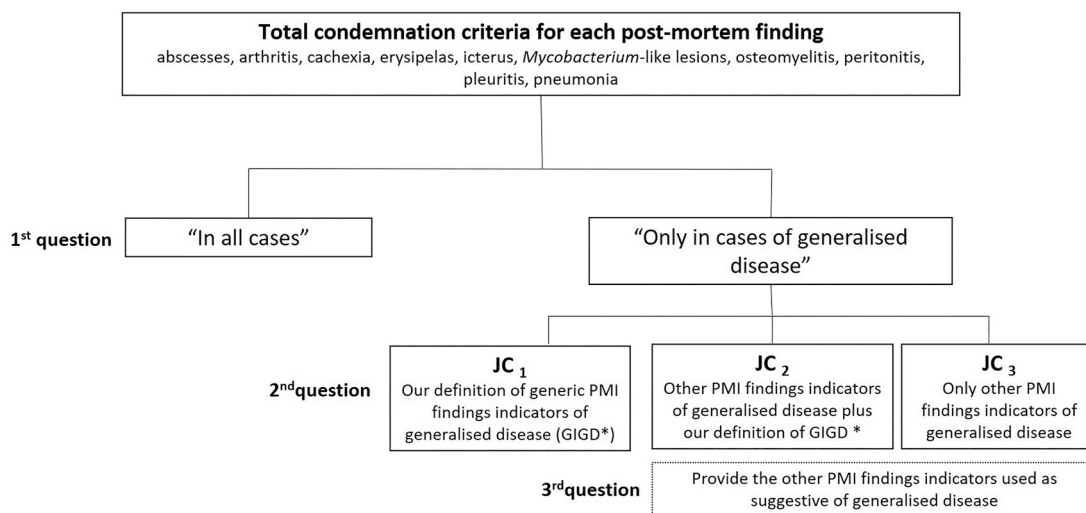 Total condemnation criteria for each post-mortem finding
abscesses, arthritis, cachexia, erysipelas, icterus, Mycobacterium-like lesions, osteomyelitis, peritonitis,
pleuritis, pneumonia
1st question
“In all cases”
“Only in cases of generalised
disease”
2nd question
JC 1
Our definition of generic PMI
findings indicators of
generalised disease (GIGD*)
JC 2
Other PMI findings indicators
of generalised disease plus
our definition of GIGD *
JC 3
Only other PMI
findings indicators of
generalised disease
3rd question
Provide the other PMI findings indicators used as
suggestive of generalised disease